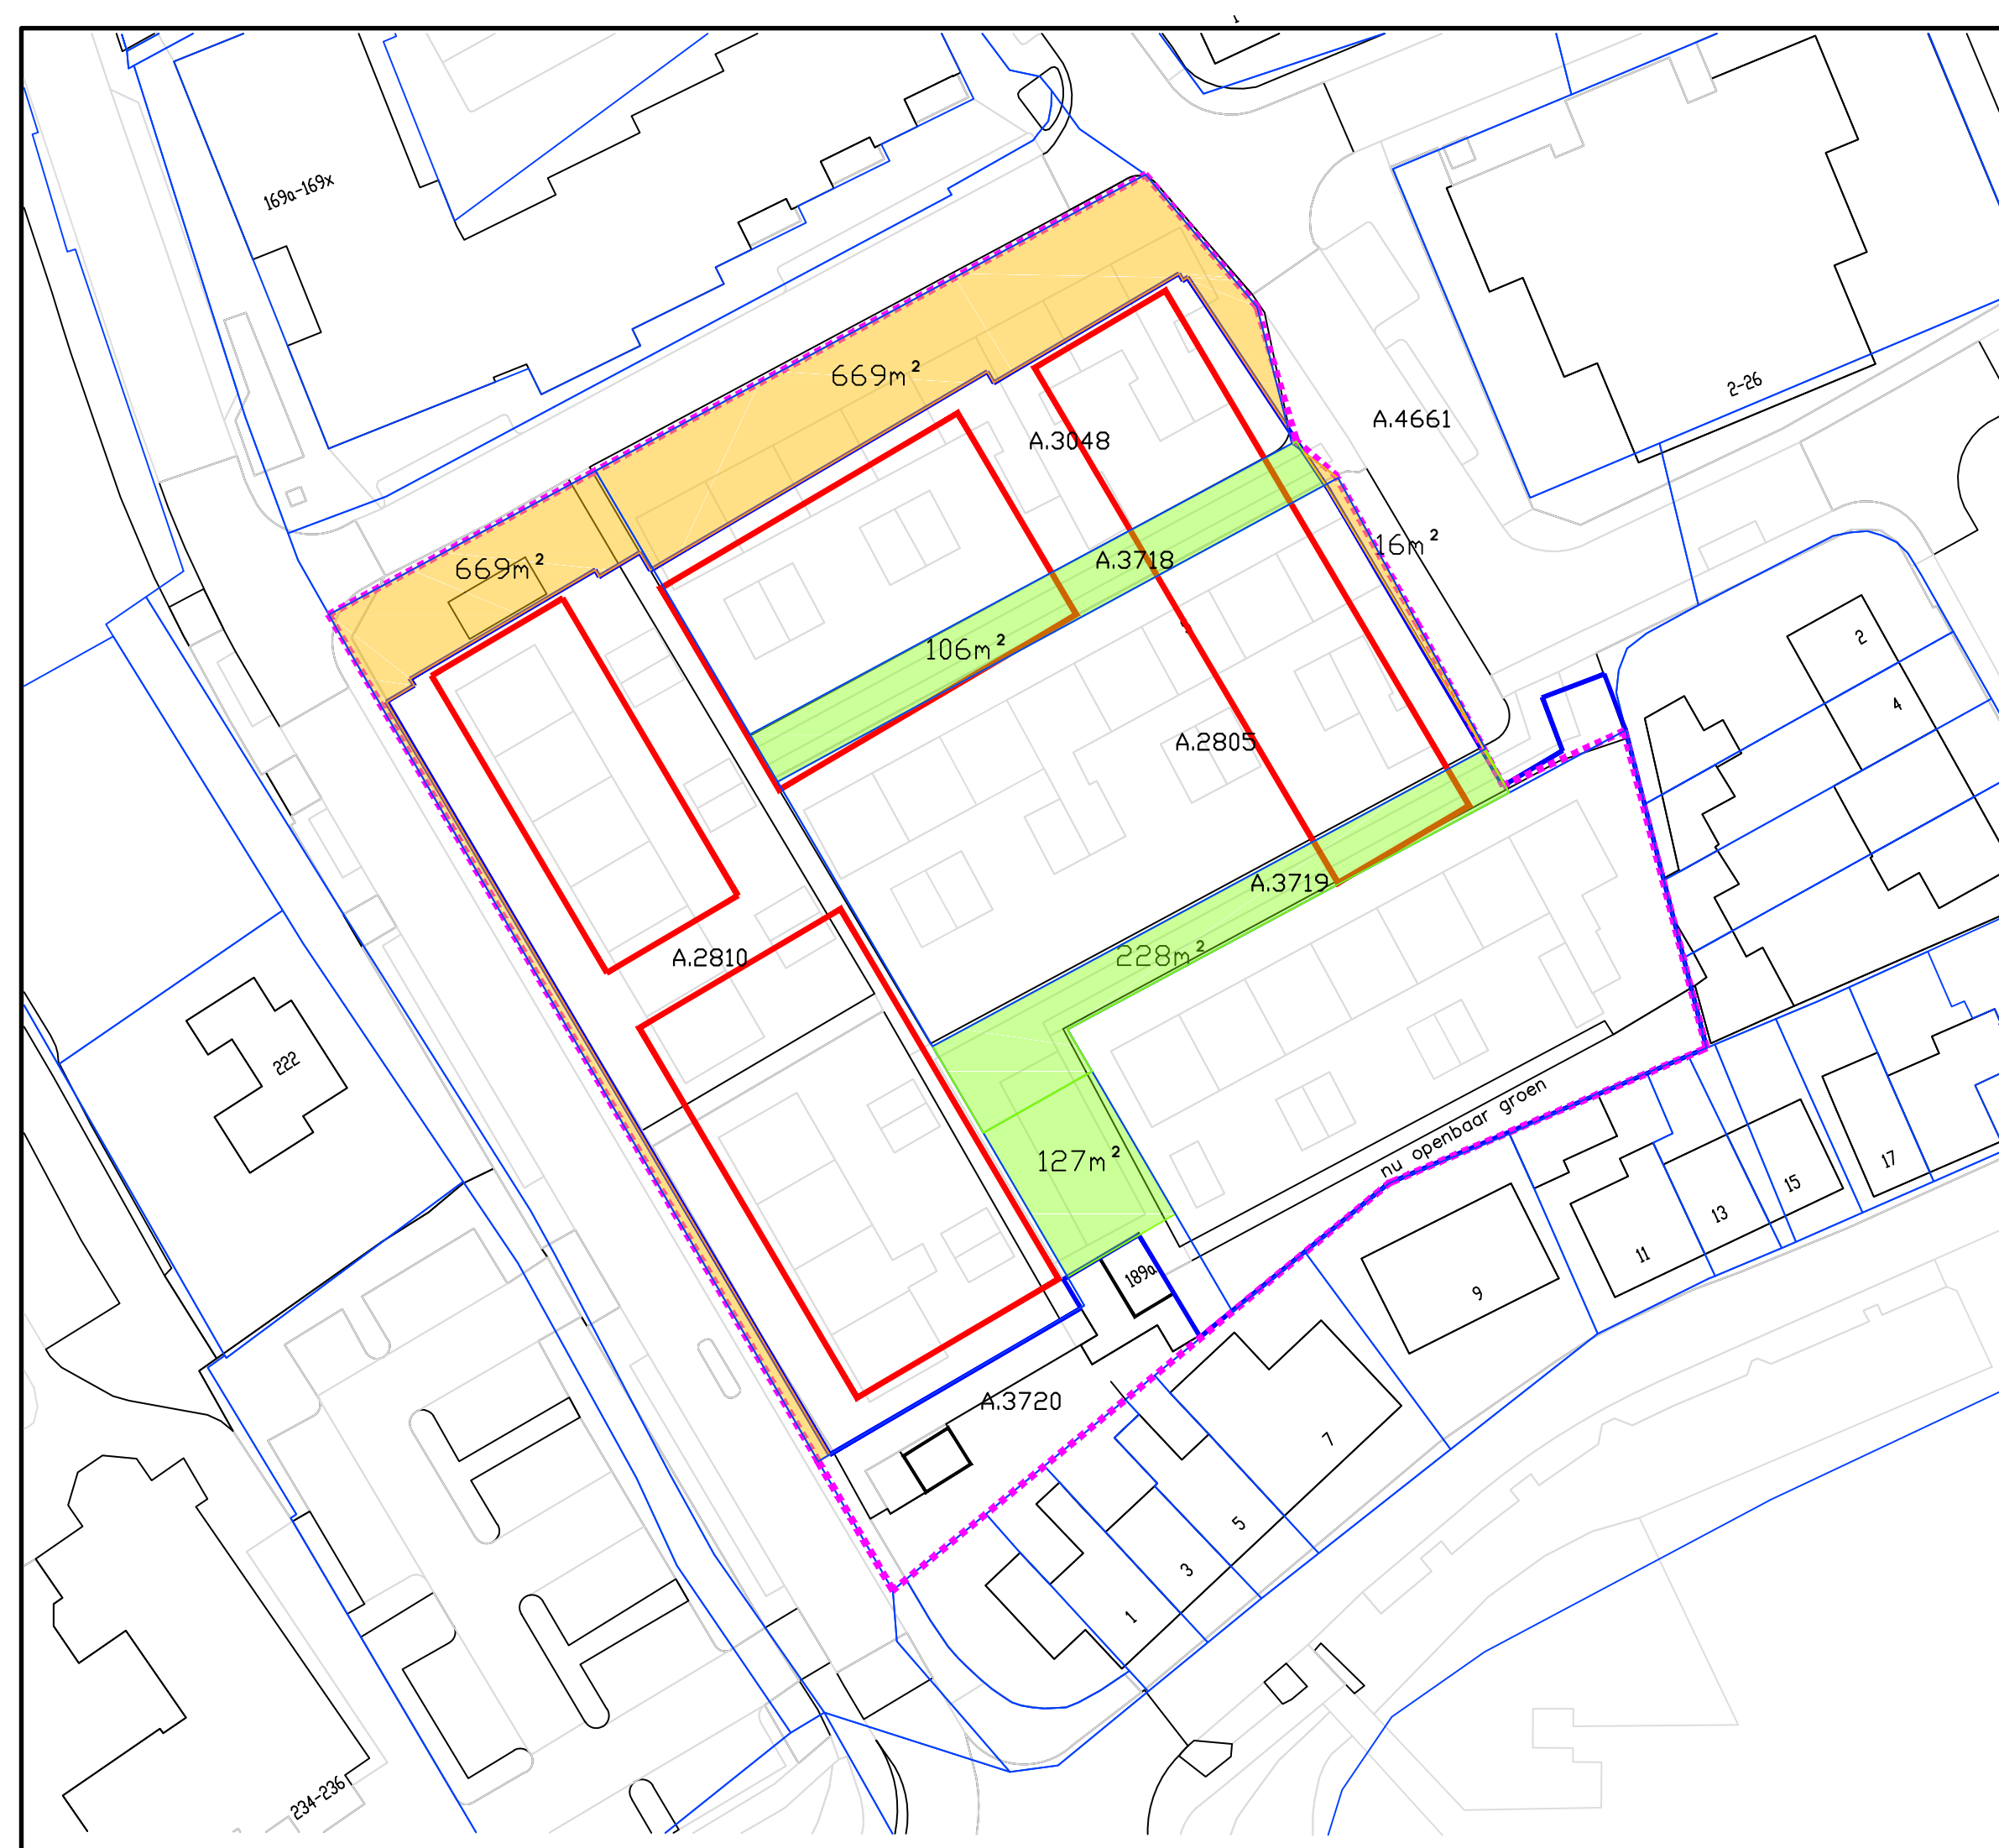 169a-169x
2-26
669m²
A.3048
A.4661
669m²
16m²
A.3718
106m²
2
4
A.2805
A.3719
228m²
A.2810
222
127m²
nu openbaar groen
189a
17
15
13
11
9
A.3720
7
5
3
1
234-236